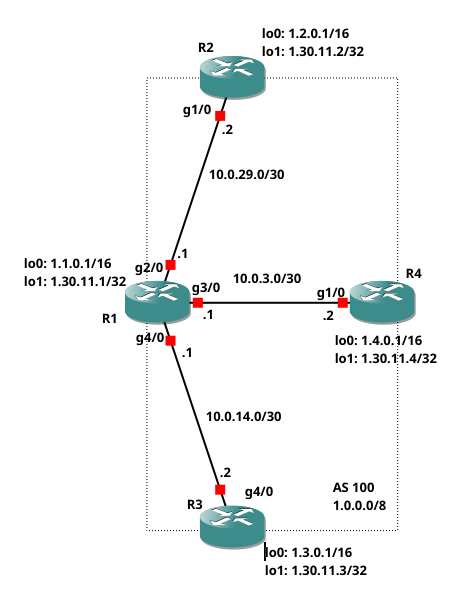 lo0: 1.2.0.1/16
lo1: 1.30.11.2/32
R2
g1/0
.2
10.0.29.0/30
.1
g2/0
lo0: 1.1.0.1/16
lo1: 1.30.11.1/32
R1
g3/0
.1
10.0.3.0/30
g1/0
.2
R4
lo0: 1.4.0.1/16
lo1: 1.30.11.4/32
g4/0
.1
10.0.14.0/30
.2
g4/0
R3
AS 100
1.0.0.0/8
lo0: 1.3.0.1/16
lo1: 1.30.11.3/32